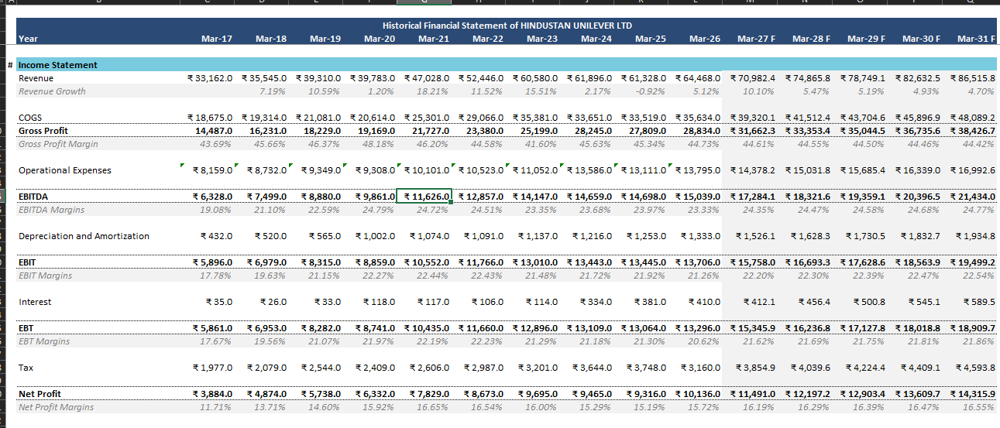 Historical Financial Statement of HINDUSTAN UNILEVER LTD
Year Mar-17 Mar-18 Mar-19 Mar-20 Mar-21 Mar-22 Mar-23 Mar-24 Mar-25 Mar-26 Mar-27 F Mar-28 F Mar-29 F Mar-30 F Mar-31 F
# Income Statement
Revenue ₹ 33,162.0 ₹ 35,545.0 ₹ 39,310.0 ₹ 39,783.0 ₹ 47,028.0 ₹ 52,446.0 ₹ 60,580.0 ₹ 61,896.0 ₹ 61,328.0 ₹ 64,468.0 ₹ 70,982.4 ₹ 74,865.8 ₹ 78,749.1 ₹ 82,632.5 ₹ 86,515.8
Revenue Growth 7.19% 10.59% 1.20% 18.21% 11.52% 15.51% 2.17% -0.92% 5.12% 10.10% 5.47% 5.19% 4.93% 4.70%
COGS ₹ 18,675.0 ₹ 19,314.0 ₹ 21,081.0 ₹ 20,614.0 ₹ 25,301.0 ₹ 29,066.0 ₹ 35,381.0 ₹ 33,651.0 ₹ 33,519.0 ₹ 35,634.0 ₹ 39,320.1 ₹ 41,512.4 ₹ 43,704.6 ₹ 45,896.9 ₹ 48,089.2
Gross Profit 14,487.0 16,231.0 18,229.0 19,169.0 21,727.0 23,380.0 25,199.0 28,245.0 27,809.0 28,834.0 ₹ 31,662.3 ₹ 33,353.4 ₹ 35,044.5 ₹ 36,735.6 ₹ 38,426.7
Gross Profit Margin 43.69% 45.66% 46.37% 48.18% 46.20% 44.58% 41.60% 45.63% 45.34% 44.73% 44.61% 44.55% 44.50% 44.46% 44.42%
Operational Expenses ₹ 8,159.0 ₹ 8,732.0 ₹ 9,349.0 ₹ 9,308.0 ₹ 10,101.0 ₹ 10,523.0 ₹ 11,052.0 ₹ 13,586.0 ₹ 13,111.0 ₹ 13,795.0 ₹ 14,378.2 ₹ 15,031.8 ₹ 15,685.4 ₹ 16,339.0 ₹ 16,992.6
EBITDA ₹ 6,328.0 ₹ 7,499.0 ₹ 8,880.0 ₹ 9,861.0 ₹ 11,626.0 ₹ 12,857.0 ₹ 14,147.0 ₹ 14,659.0 ₹ 14,698.0 ₹ 15,039.0 ₹ 17,284.1 ₹ 18,321.6 ₹ 19,359.1 ₹ 20,396.5 ₹ 21,434.0
EBITDA Margins 19.08% 21.10% 22.59% 24.79% 24.72% 24.51% 23.35% 23.68% 23.97% 23.33% 24.35% 24.47% 24.58% 24.68% 24.77%
Depreciation and Amortization ₹ 432.0 ₹ 520.0 ₹ 565.0 ₹ 1,002.0 ₹ 1,074.0 ₹ 1,091.0 ₹ 1,137.0 ₹ 1,216.0 ₹ 1,253.0 ₹ 1,333.0 ₹ 1,526.1 ₹ 1,628.3 ₹ 1,730.5 ₹ 1,832.7 ₹ 1,934.8
EBIT ₹ 5,896.0 ₹ 6,979.0 ₹ 8,315.0 ₹ 8,859.0 ₹ 10,552.0 ₹ 11,766.0 ₹ 13,010.0 ₹ 13,443.0 ₹ 13,445.0 ₹ 13,706.0 ₹ 15,758.0 ₹ 16,693.3 ₹ 17,628.6 ₹ 18,563.9 ₹ 19,499.2
EBIT Margins 17.78% 19.63% 21.15% 22.27% 22.44% 22.43% 21.48% 21.72% 21.92% 21.26% 22.20% 22.30% 22.39% 22.47% 22.54%
Interest ₹ 35.0 ₹ 26.0 ₹ 33.0 ₹ 118.0 ₹ 117.0 ₹ 106.0 ₹ 114.0 ₹ 334.0 ₹ 381.0 ₹ 410.0 ₹ 412.1 ₹ 456.4 ₹ 500.8 ₹ 545.1 ₹ 589.5
EBT ₹ 5,861.0 ₹ 6,953.0 ₹ 8,282.0 ₹ 8,741.0 ₹ 10,435.0 ₹ 11,660.0 ₹ 12,896.0 ₹ 13,109.0 ₹ 13,064.0 ₹ 13,296.0 ₹ 15,345.9 ₹ 16,236.8 ₹ 17,127.8 ₹ 18,018.8 ₹ 18,909.7
EBT Margins 17.67% 19.56% 21.07% 21.97% 22.19% 22.23% 21.29% 21.18% 21.30% 20.62% 21.62% 21.69% 21.75% 21.81% 21.86%
Tax ₹ 1,977.0 ₹ 2,079.0 ₹ 2,544.0 ₹ 2,409.0 ₹ 2,606.0 ₹ 2,987.0 ₹ 3,201.0 ₹ 3,644.0 ₹ 3,748.0 ₹ 3,160.0 ₹ 3,854.9 ₹ 4,039.6 ₹ 4,224.4 ₹ 4,409.1 ₹ 4,593.8
Net Profit ₹ 3,884.0 ₹ 4,874.0 ₹ 5,738.0 ₹ 6,332.0 ₹ 7,829.0 ₹ 8,673.0 ₹ 9,695.0 ₹ 9,465.0 ₹ 9,316.0 ₹ 10,136.0 ₹ 11,491.0 ₹ 12,197.2 ₹ 12,903.4 ₹ 13,609.7 ₹ 14,315.9
Net Profit Margins 11.71% 13.71% 14.60% 15.92% 16.65% 16.54% 16.00% 15.29% 15.19% 15.72% 16.19% 16.29% 16.39% 16.47% 16.55%